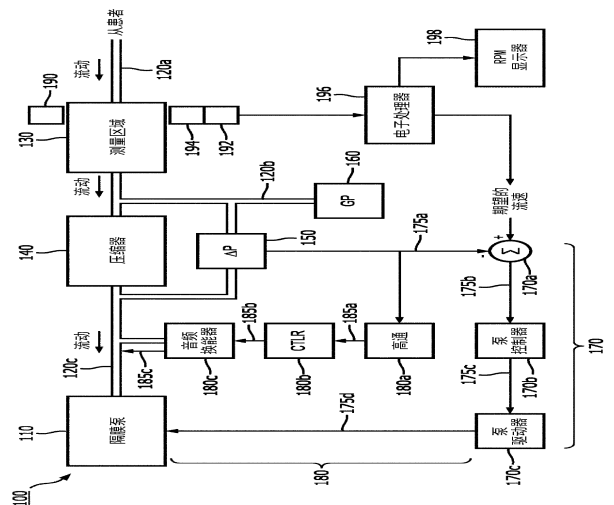 100
110
隔膜泵
120c
流动
140
压缩器
流动
130
测量区域
190
流动
从患者
120a
194
192
185c
音频
换能器
180c
185b
CTLR
180b
185a
高通
180a
180
ΔP
150
120b
GP
160
175a
196
电子处理器
198
RPM
显示器
期望的
流速
+
-
Σ
170a
175b
泵
控制器
170b
175c
泵
驱动器
170c
175d
170